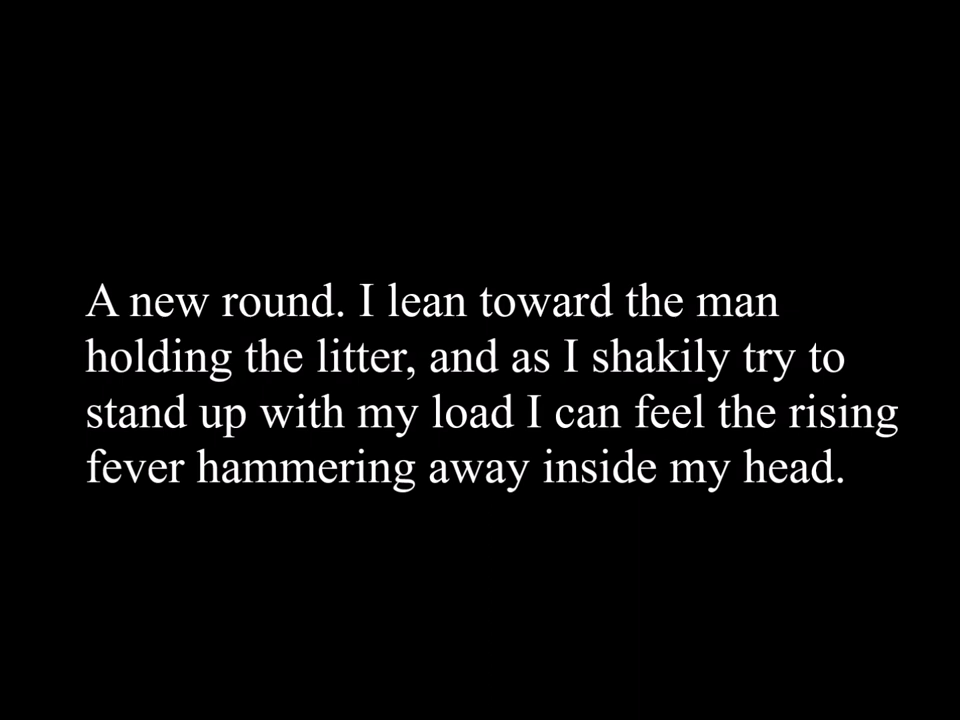 A new round. I lean toward the man
holding the litter, and as I shakily try to
stand up with my load I can feel the rising
fever hammering away inside my head.